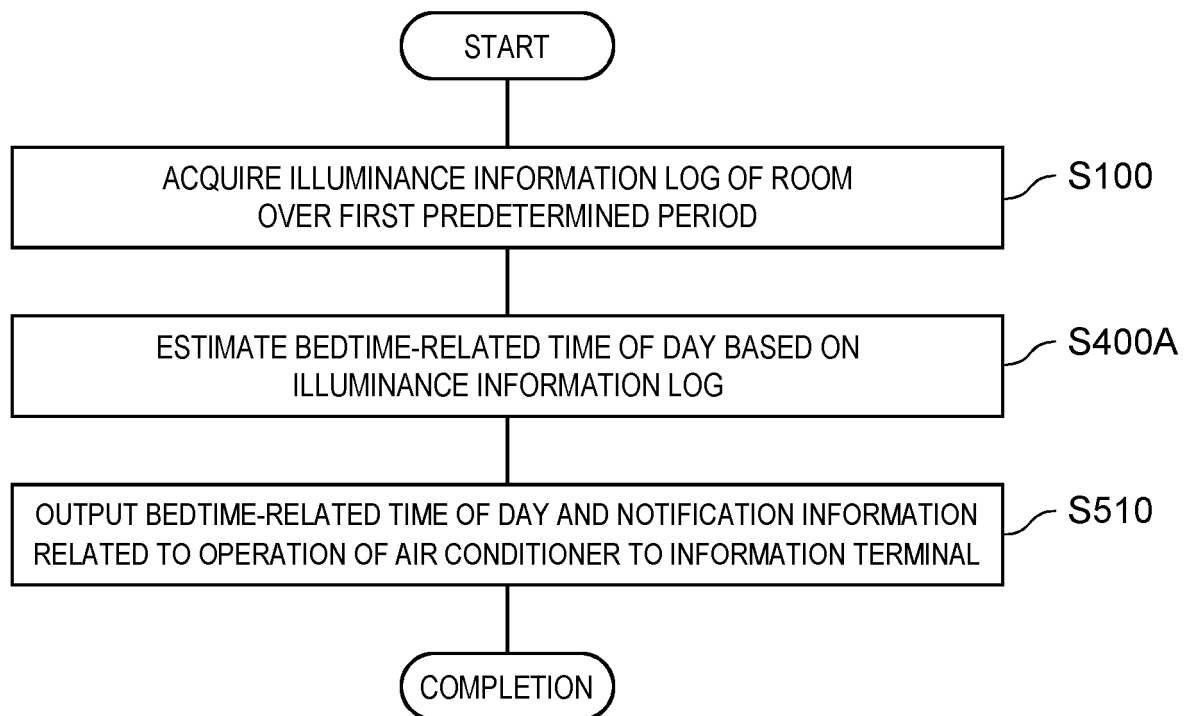 START
ACQUIRE ILLUMINANCE INFORMATION LOG OF ROOM
OVER FIRST PREDETERMINED PERIOD
S100
ESTIMATE BEDTIME-RELATED TIME OF DAY BASED ON
ILLUMINANCE INFORMATION LOG
S400A
OUTPUT BEDTIME-RELATED TIME OF DAY AND NOTIFICATION INFORMATION
RELATED TO OPERATION OF AIR CONDITIONER TO INFORMATION TERMINAL
S510
COMPLETION